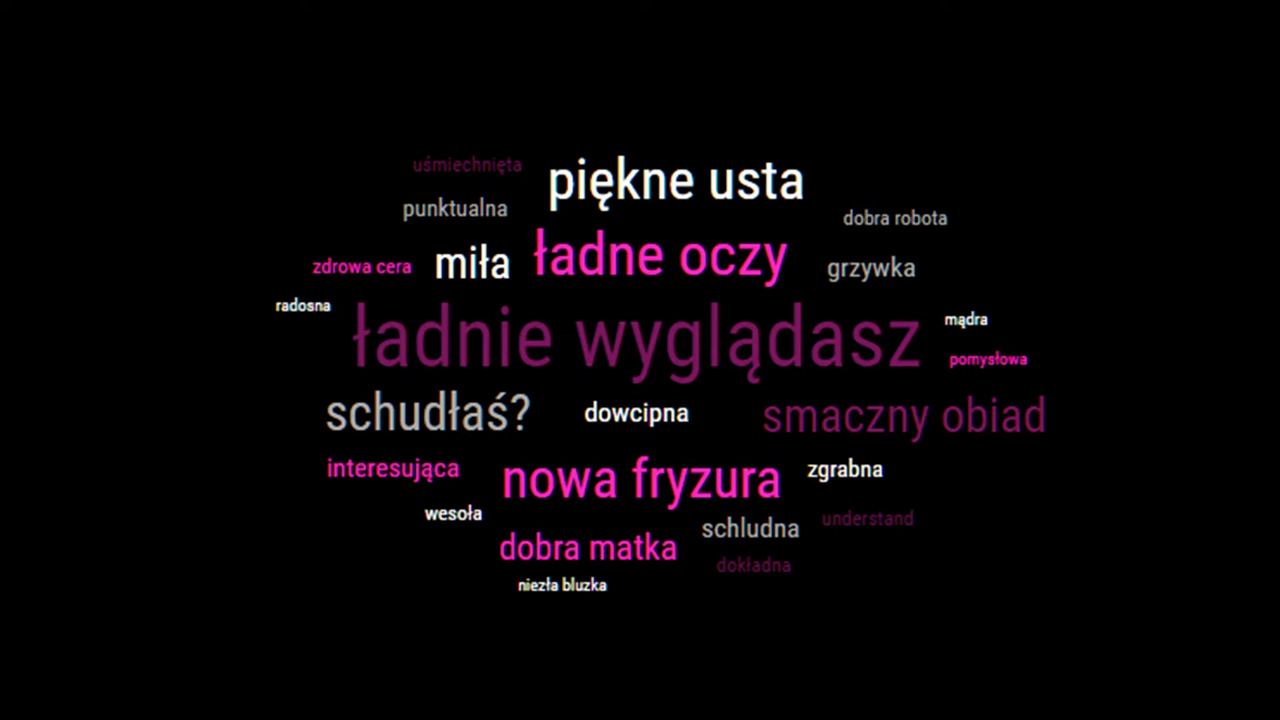 uśmiechnięta
piękne usta
punktualna
dobra robota
zdrowa cera
miła
ładne oczy
grzywka
radosna
ładnie wyglądasz
mądra
pomysłowa
schudłaś?
dowcipna
smaczny obiad
interesująca
nowa fryzura
zgrabna
wesoła
schludna
understand
dobra matka
dokładna
niezła bluzka